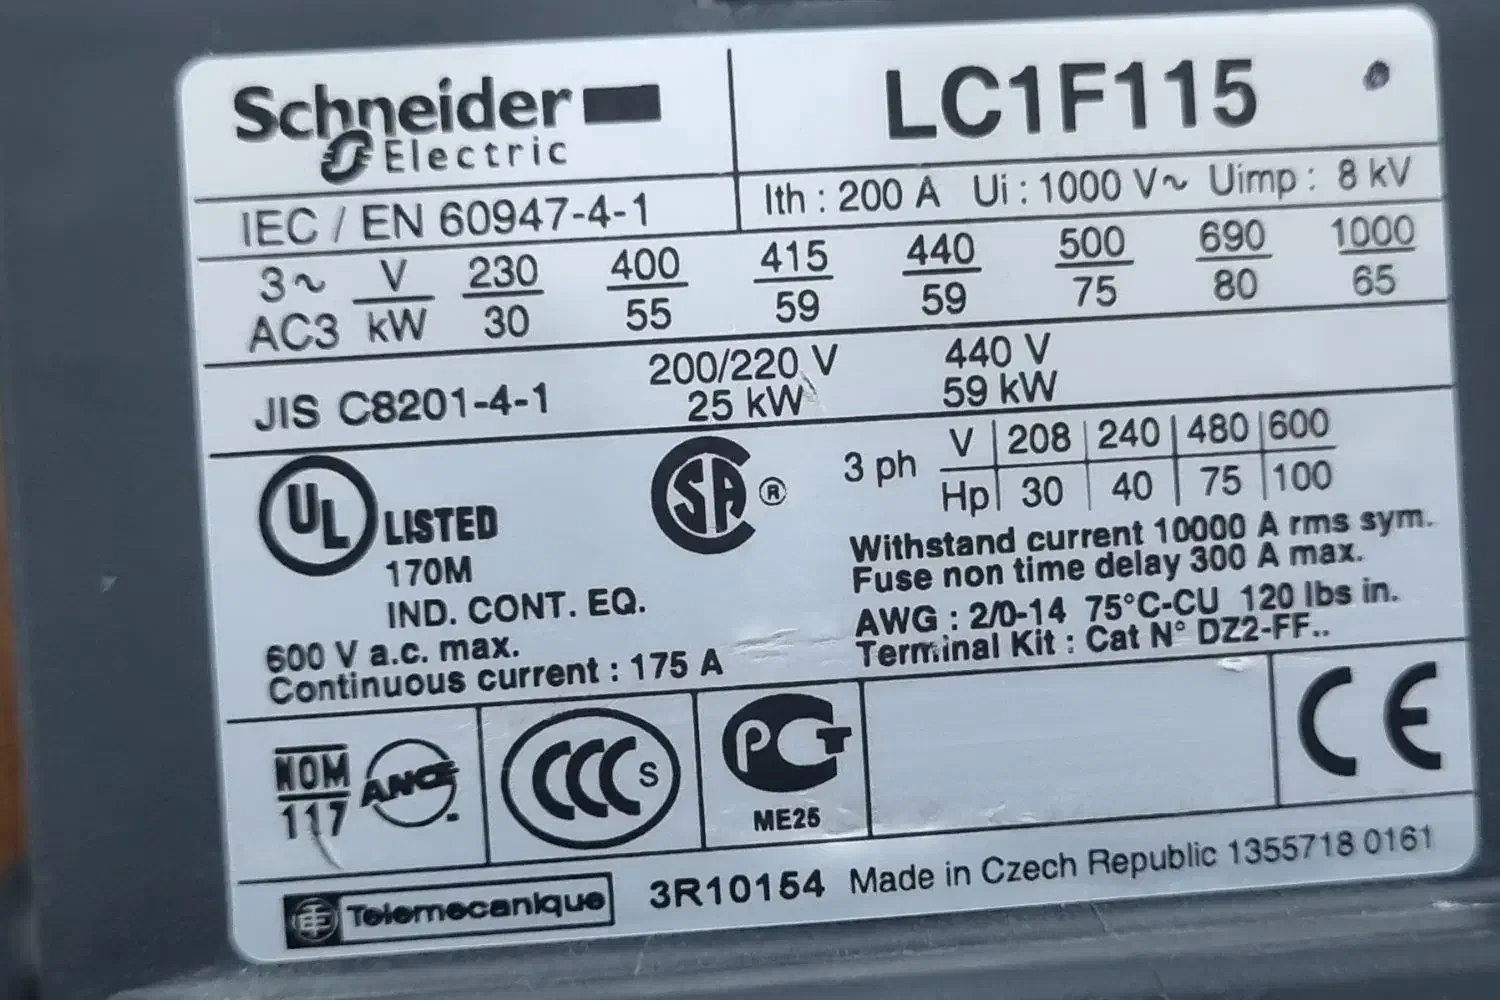 Schneider
Electric
LC1F115
IEC / EN 60947-4-1
Ith : 200 A Ui : 1000 V~ Uimp : 8 kV
3~ V 230 400 415 440 500 690 1000
AC3 kW 30 55 59 59 75 80 65
JIS C8201-4-1
200/220 V 440 V
25 kW 59 kW
UL LISTED
170M
IND. CONT. EQ.
600 V a.c. max.
Continuous current : 175 A
SA ®
3 ph V 208 240 480 600
Hp 30 40 75 100
Withstand current 10000 A rms sym.
Fuse non time delay 300 A max.
AWG : 2/0-14 75°C-CU 120 lbs in.
Terminal Kit : Cat N° DZ2-FF..
NOM
117
ANCE
CCC S
PCT
ME25
CE
TE Telemecanique
3R10154 Made in Czech Republic 1355718 0161